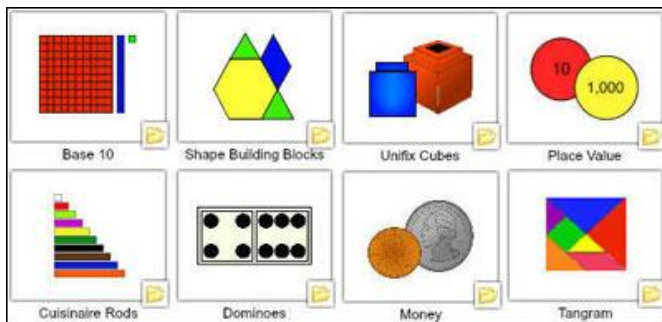 Base 10
Shape Building Blocks
Unifix Cubes
10
1,000
Place Value
Cuisinaire Rods
Dominoes
Money
Tangram